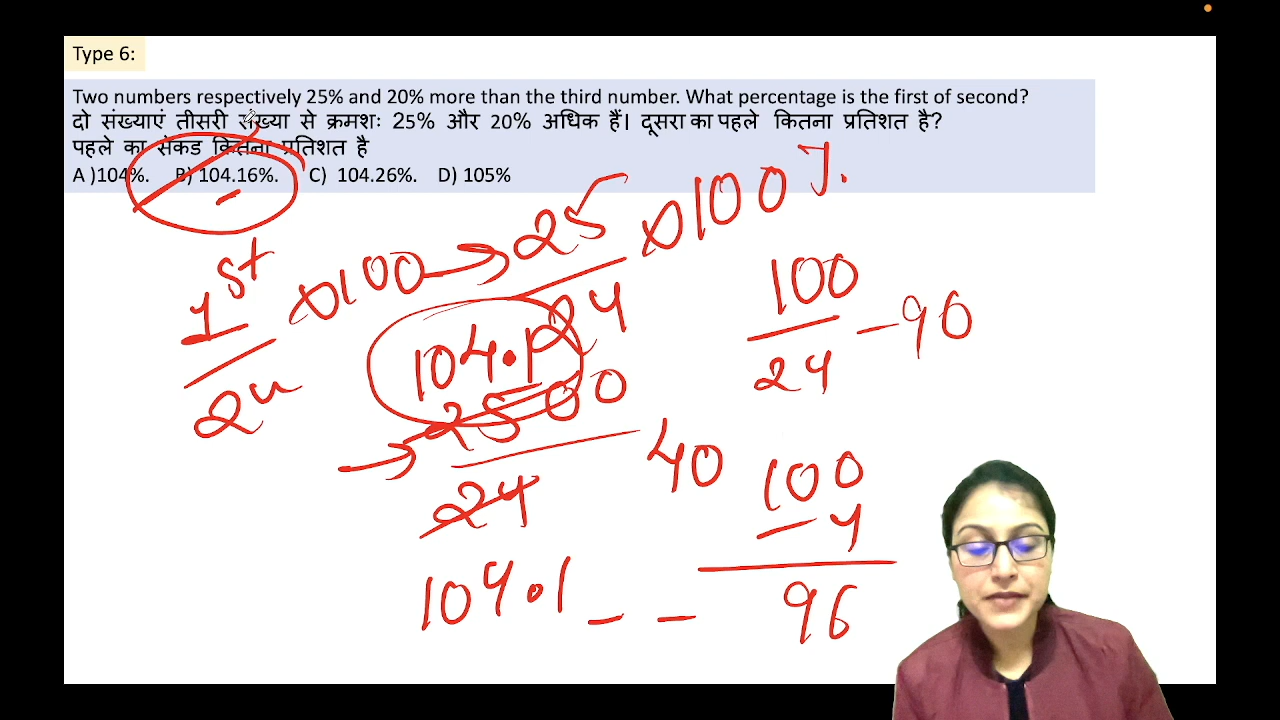 Type 6:
Two numbers respectively 25% and 20% more than the third number. What percentage is the first of second?
दो संख्याएं तीसरी संख्या से क्रमशः 25% और 20% अधिक हैं। दूसरा का पहले कितना प्रतिशत है?
पहले का सेकंड कितना प्रतिशत है
A )104%. B) 104.16%. C) 104.26%. D) 105%
1st/2n ×100 → 25/24 ×100%.
104.1
→ 2500/24
104.1 _ _
100/24 - 96
40
100
- 4
96